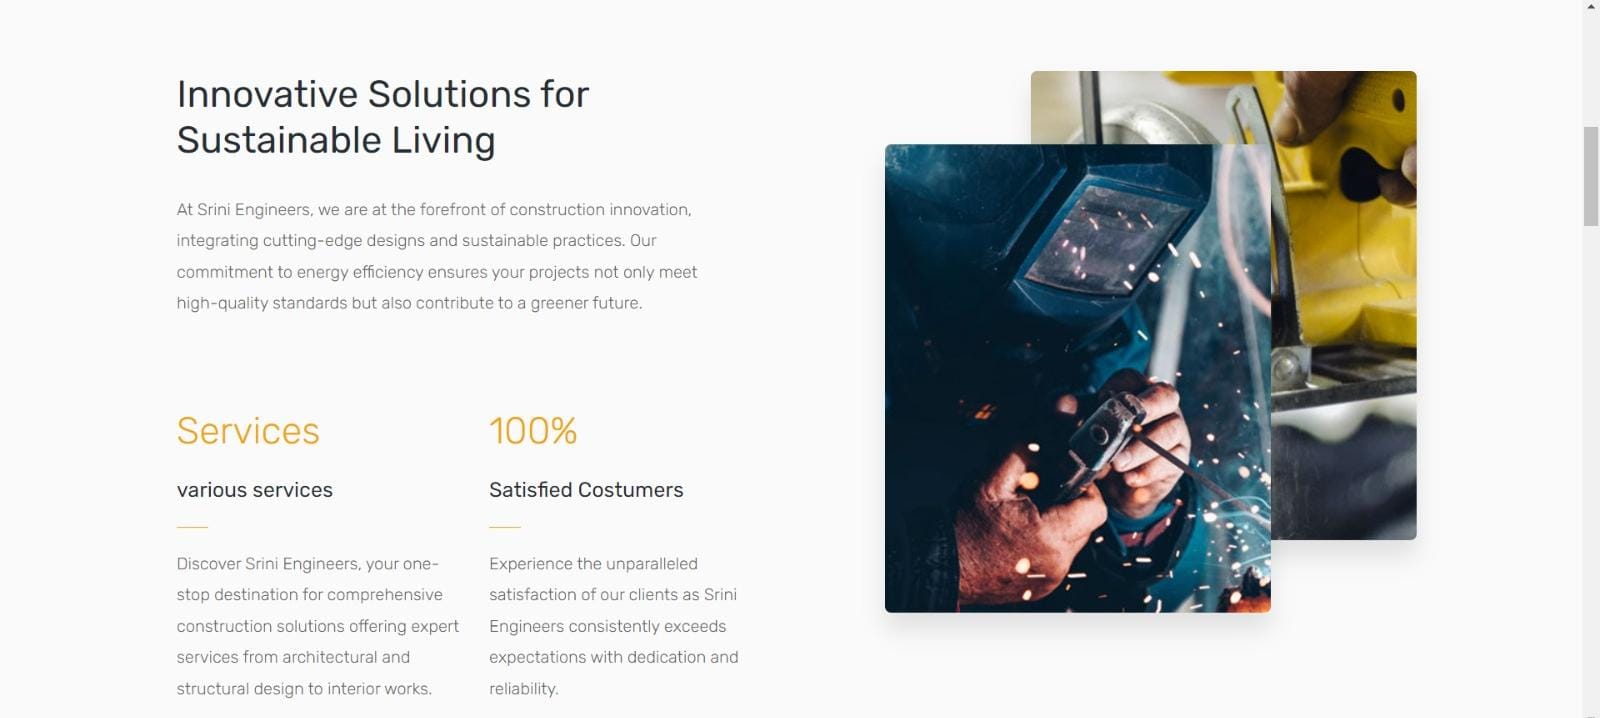 Innovative Solutions for
Sustainable Living
At Srini Engineers, we are at the forefront of construction innovation,
integrating cutting-edge designs and sustainable practices. Our
commitment to energy efficiency ensures your projects not only meet
high-quality standards but also contribute to a greener future.
Services
various services
Discover Srini Engineers, your one-
stop destination for comprehensive
construction solutions offering expert
services from architectural and
structural design to interior works.
100%
Satisfied Costumers
Experience the unparalleled
satisfaction of our clients as Srini
Engineers consistently exceeds
expectations with dedication and
reliability.